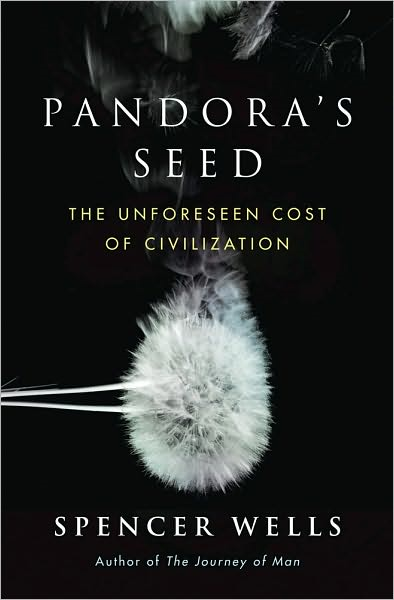 PANDORA'S
SEED
THE UNFORESEEN COST
OF CIVILIZATION
SPENCER WELLS
Author of The Journey of Man